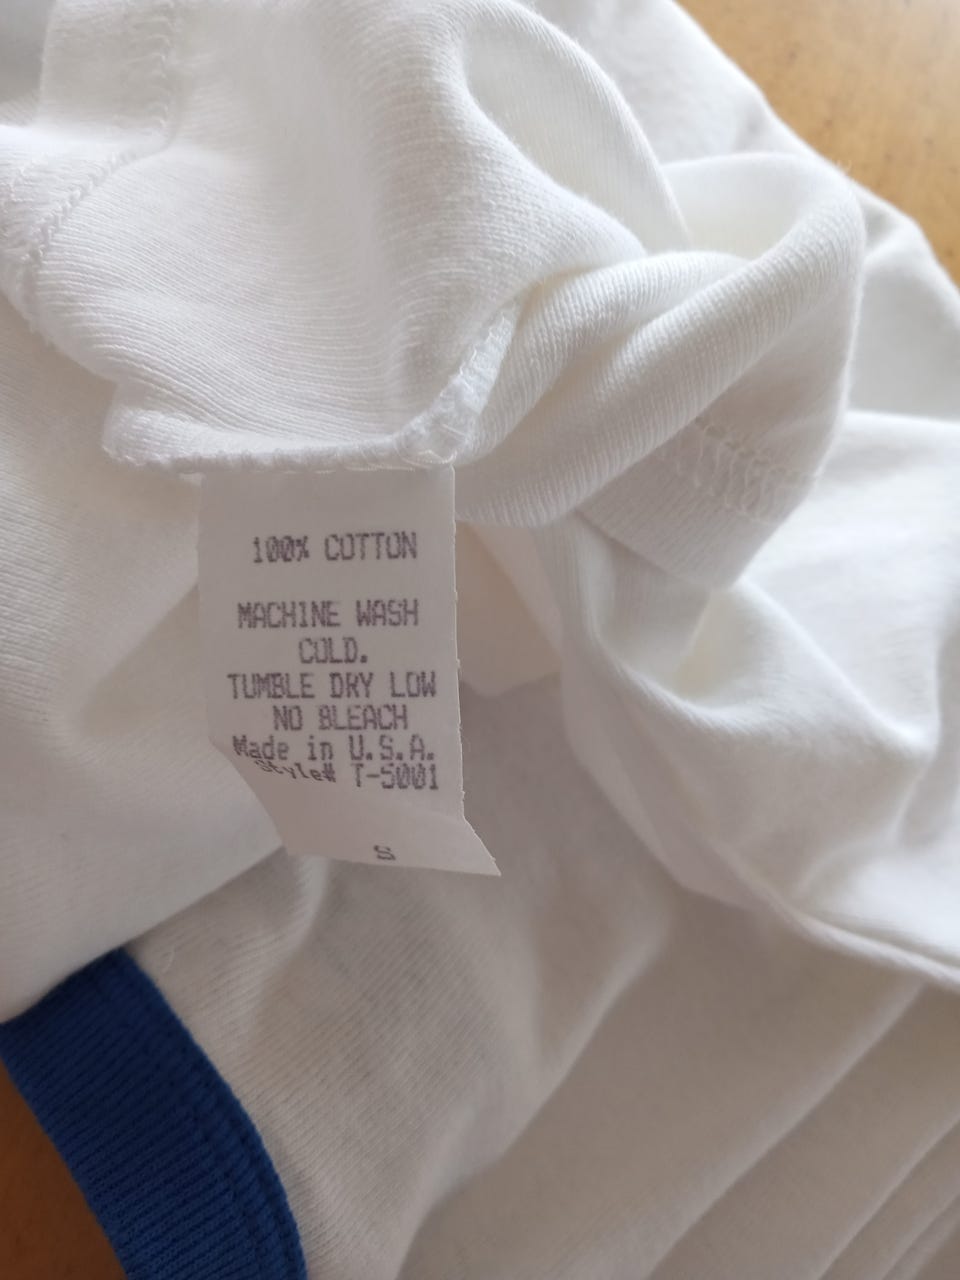 100% COTTON
MACHINE WASH
COLD.
TUMBLE DRY LOW
NO BLEACH
Made in U.S.A.
Style# T-5001
S